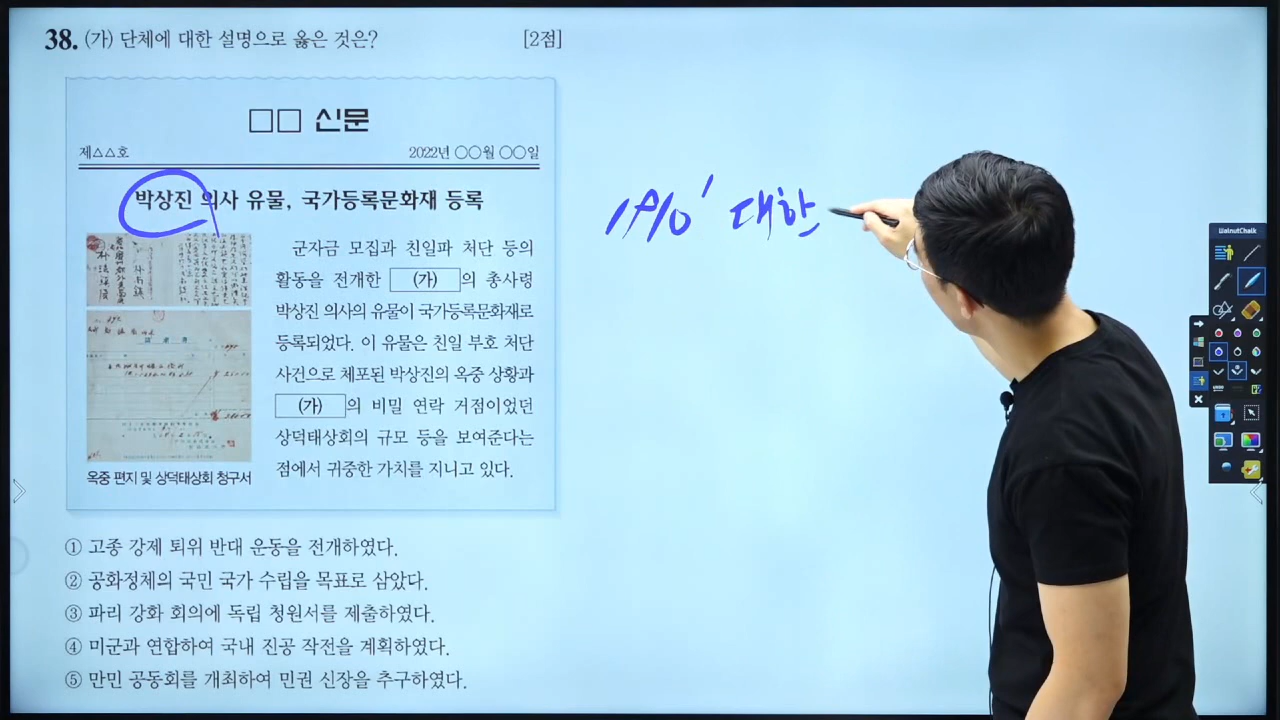 38. (가) 단체에 대한 설명으로 옳은 것은? [2점]
□□ 신문
제△△호 2022년 ○○월 ○○일
박상진 의사 유물, 국가등록문화재 등록
군자금 모집과 친일파 처단 등의
활동을 전개한 (가)의 총사령
박상진 의사의 유물이 국가등록문화재로
등록되었다. 이 유물은 친일 부호 처단
사건으로 체포된 박상진의 옥중 상황과
(가)의 비밀 연락 거점이었던
상덕태상회의 규모 등을 보여준다는
점에서 귀중한 가치를 지니고 있다.
옥중 편지 및 상덕태상회 청구서
① 고종 강제 퇴위 반대 운동을 전개하였다.
② 공화정체의 국민 국가 수립을 목표로 삼았다.
③ 파리 강화 회의에 독립 청원서를 제출하였다.
④ 미군과 연합하여 국내 진공 작전을 계획하였다.
⑤ 만민 공동회를 개최하여 민권 신장을 추구하였다.
1910' 대한
WalnutChalk